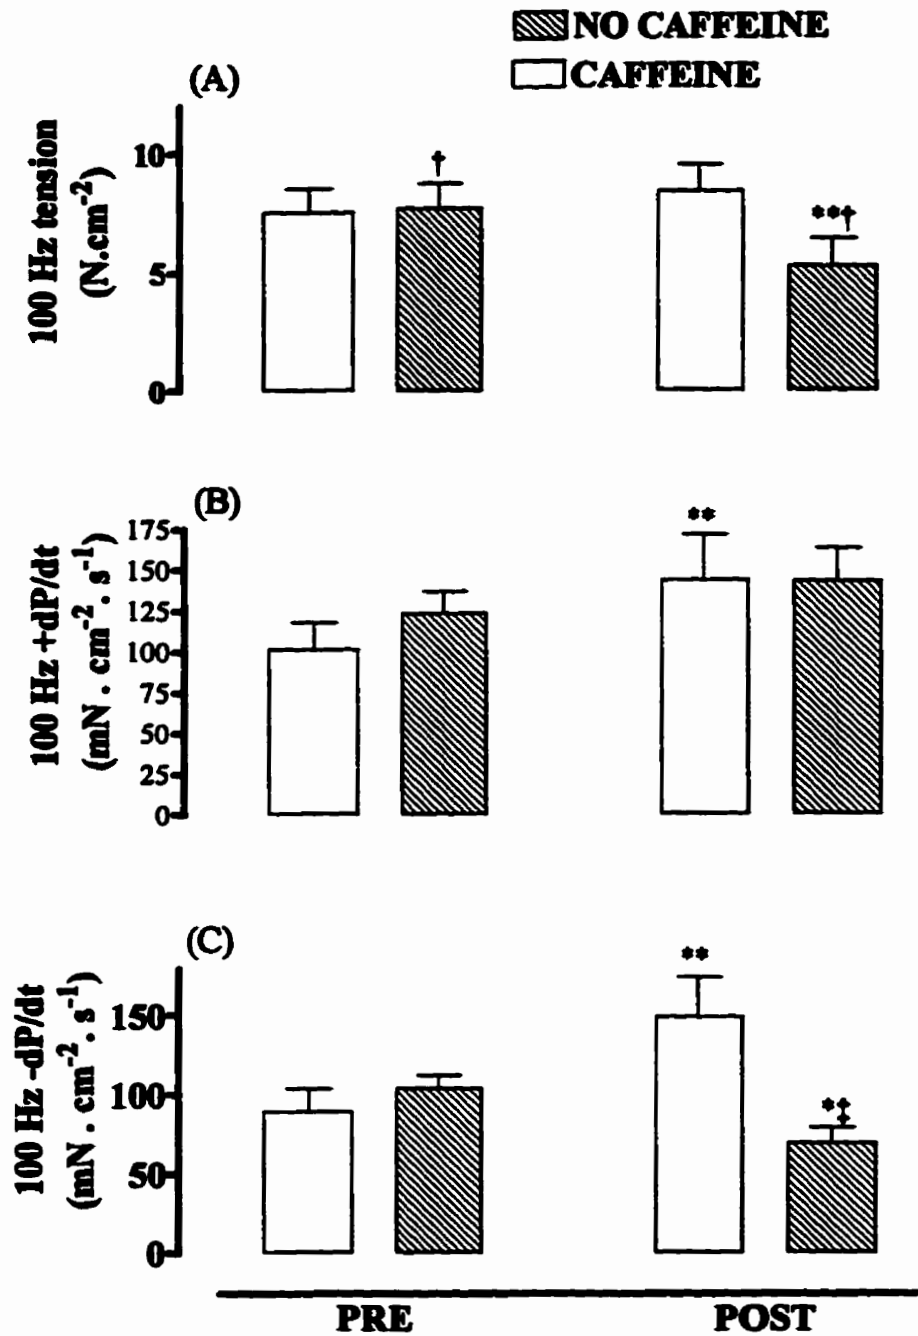 NO CAFFEINE
CAFFEINE
(A)
100 Hz tension
(N.cm-2)
10
5
0
†
**†
(B)
100 Hz +dP/dt
(mN . cm-2 . s-1)
175
150
125
100
75
50
25
0
**
(C)
100 Hz -dP/dt
(mN . cm-2 . s-1)
150
100
50
0
**
*‡
PRE
POST